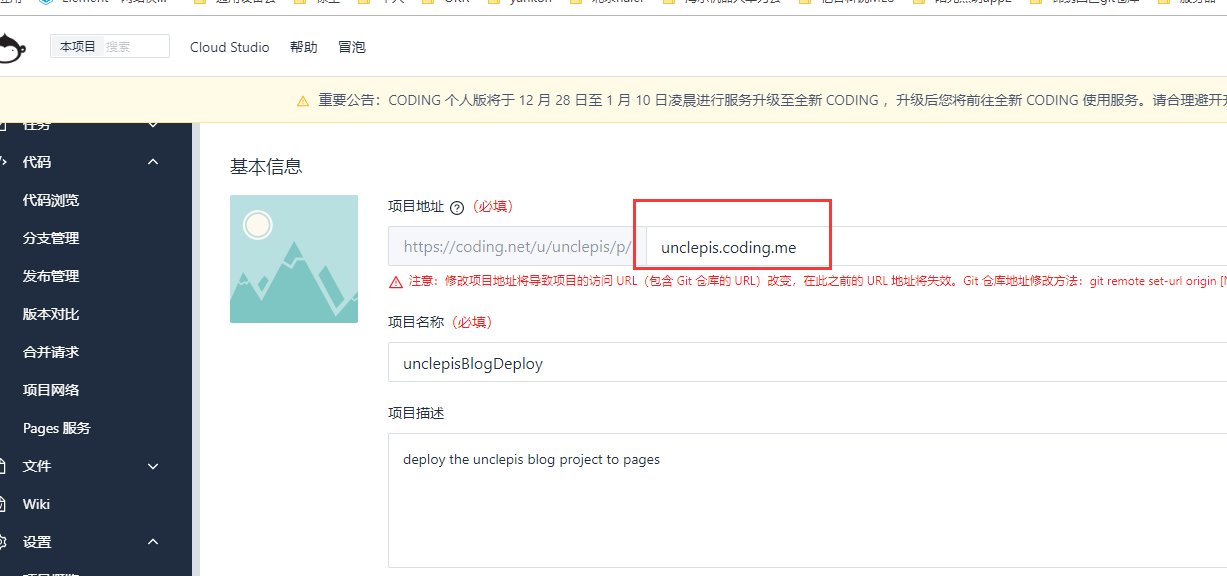 本项目 搜索 Cloud Studio 帮助 冒泡
重要公告：CODING 个人版将于 12 月 28 日至 1 月 10 日凌晨进行服务升级至全新 CODING ，升级后您将前往全新 CODING 使用服务。请合理避开
任务
代码
代码浏览
分支管理
发布管理
版本对比
合并请求
项目网络
Pages 服务
文件
Wiki
设置
基本信息
项目地址 ? （必填）
https://coding.net/u/unclepis/p/ unclepis.coding.me
注意：修改项目地址将导致项目的访问 URL（包含 Git 仓库的 URL）改变，在此之前的 URL 地址将失效。Git 仓库地址修改方法：git remote set-url origin
项目名称（必填）
unclepisBlogDeploy
项目描述
deploy the unclepis blog project to pages